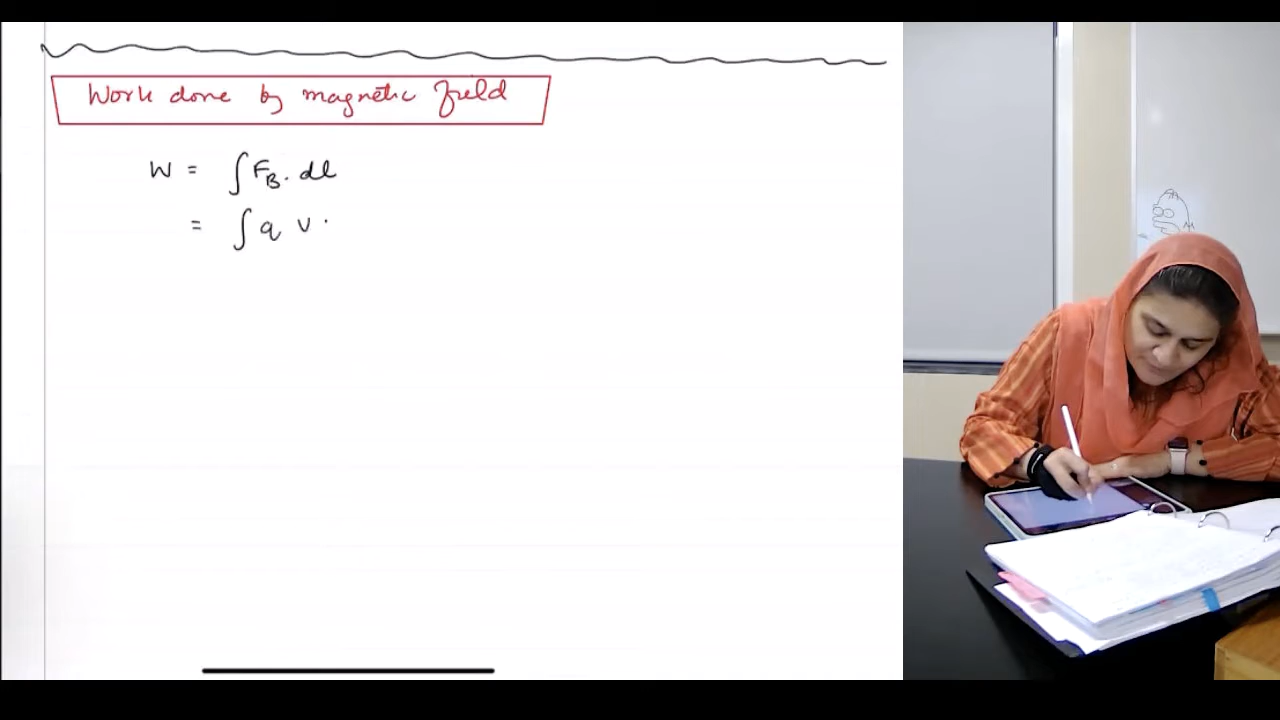 Work done by magnetic field
W = ∫ F_B . dl
= ∫ q v .